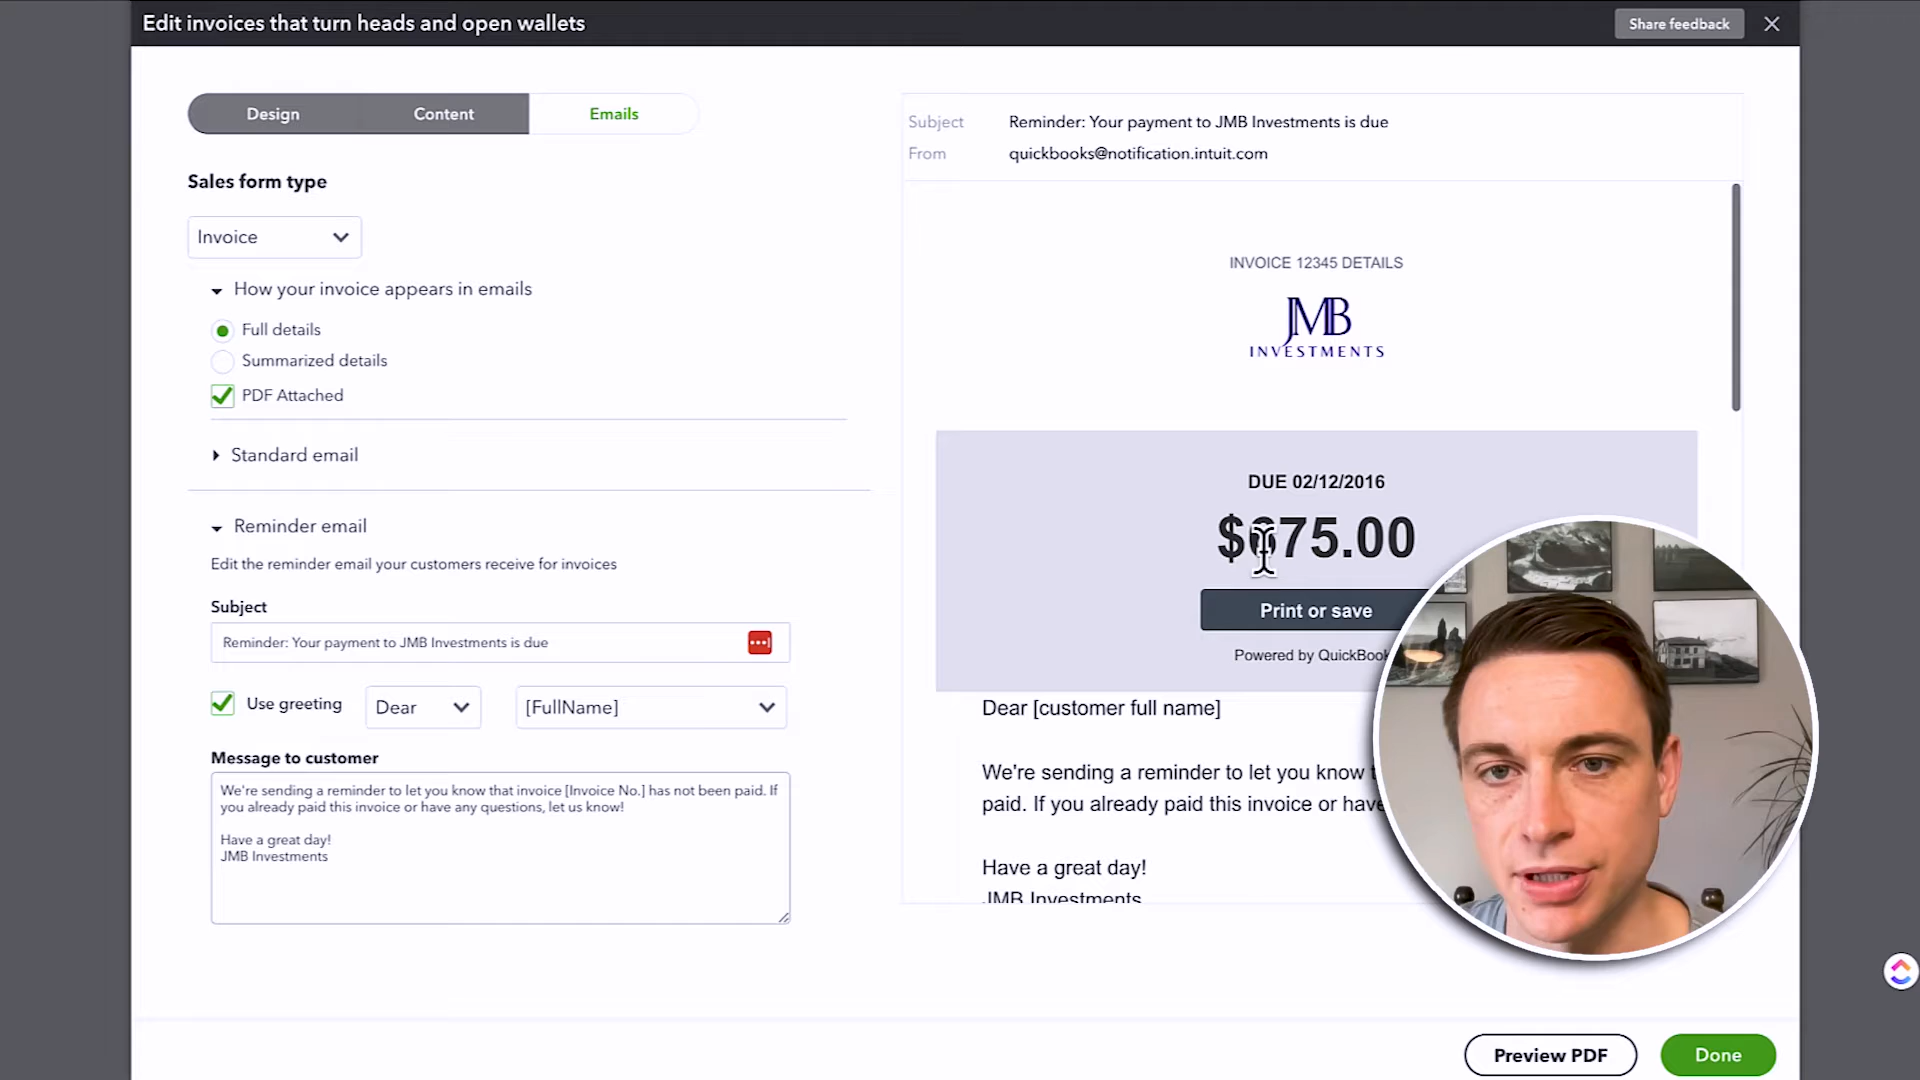 Edit invoices that turn heads and open wallets
Share feedback
Design
Content
Emails
Sales form type
Invoice
How your invoice appears in emails
Full details
Summarized details
PDF Attached
Standard email
Reminder email
Edit the reminder email your customers receive for invoices
Subject
Reminder: Your payment to JMB Investments is due
Use greeting
Dear
[FullName]
Message to customer
We're sending a reminder to let you know that invoice [Invoice No.] has not been paid. If
you already paid this invoice or have any questions, let us know!
Have a great day!
JMB Investments
Subject Reminder: Your payment to JMB Investments is due
From quickbooks@notification.intuit.com
INVOICE 12345 DETAILS
JMB
INVESTMENTS
DUE 02/12/2016
$675.00
Print or save
Powered by QuickBook
Dear [customer full name]
We're sending a reminder to let you know
paid. If you already paid this invoice or have
Have a great day!
JMB Investments
Preview PDF
Done